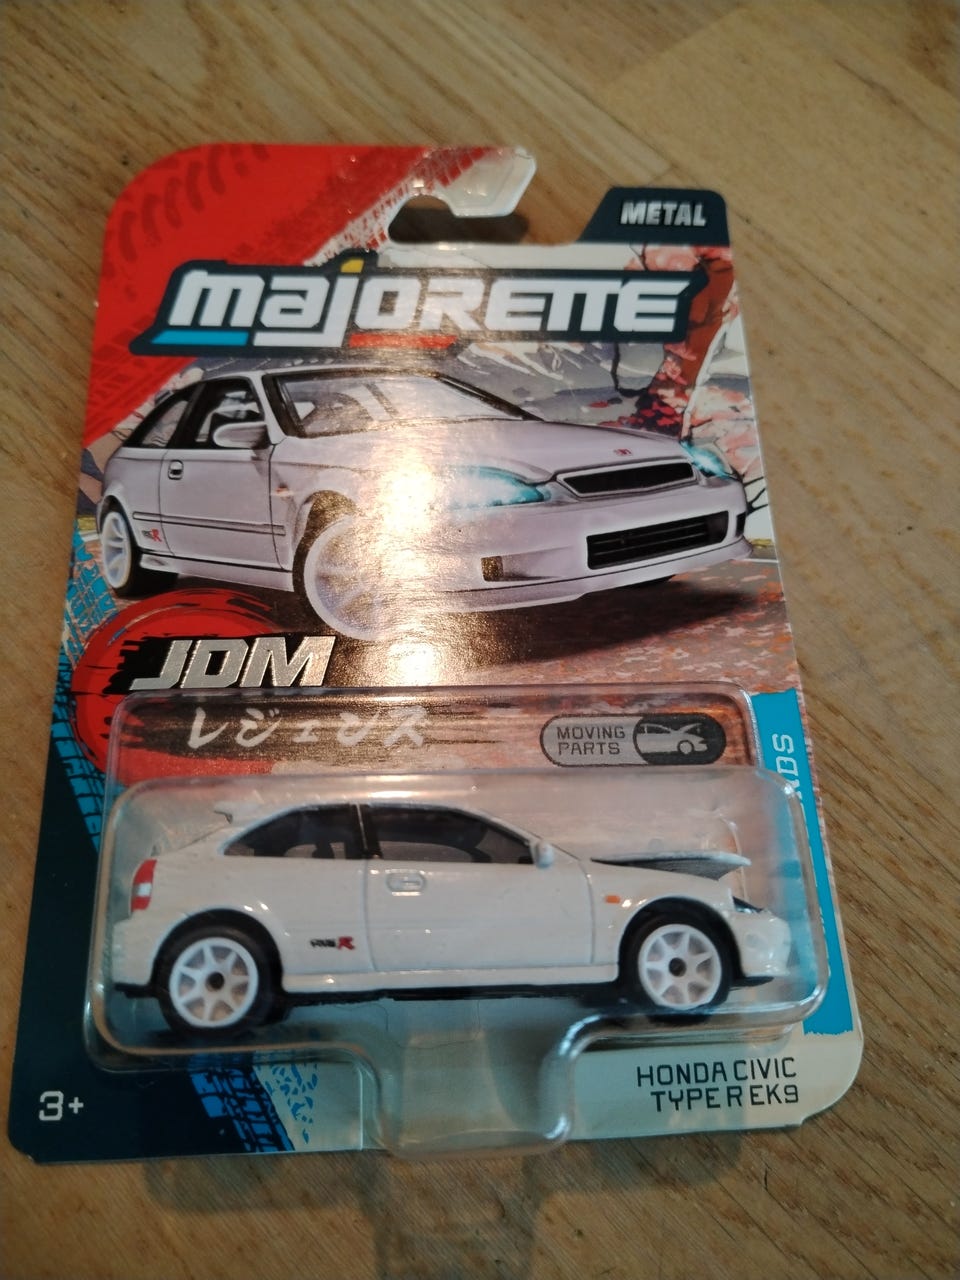 METAL
majORETTE
JDM
レジェンズ
MOVING
PARTS
3+
HONDA CIVIC
TYPE R EK9